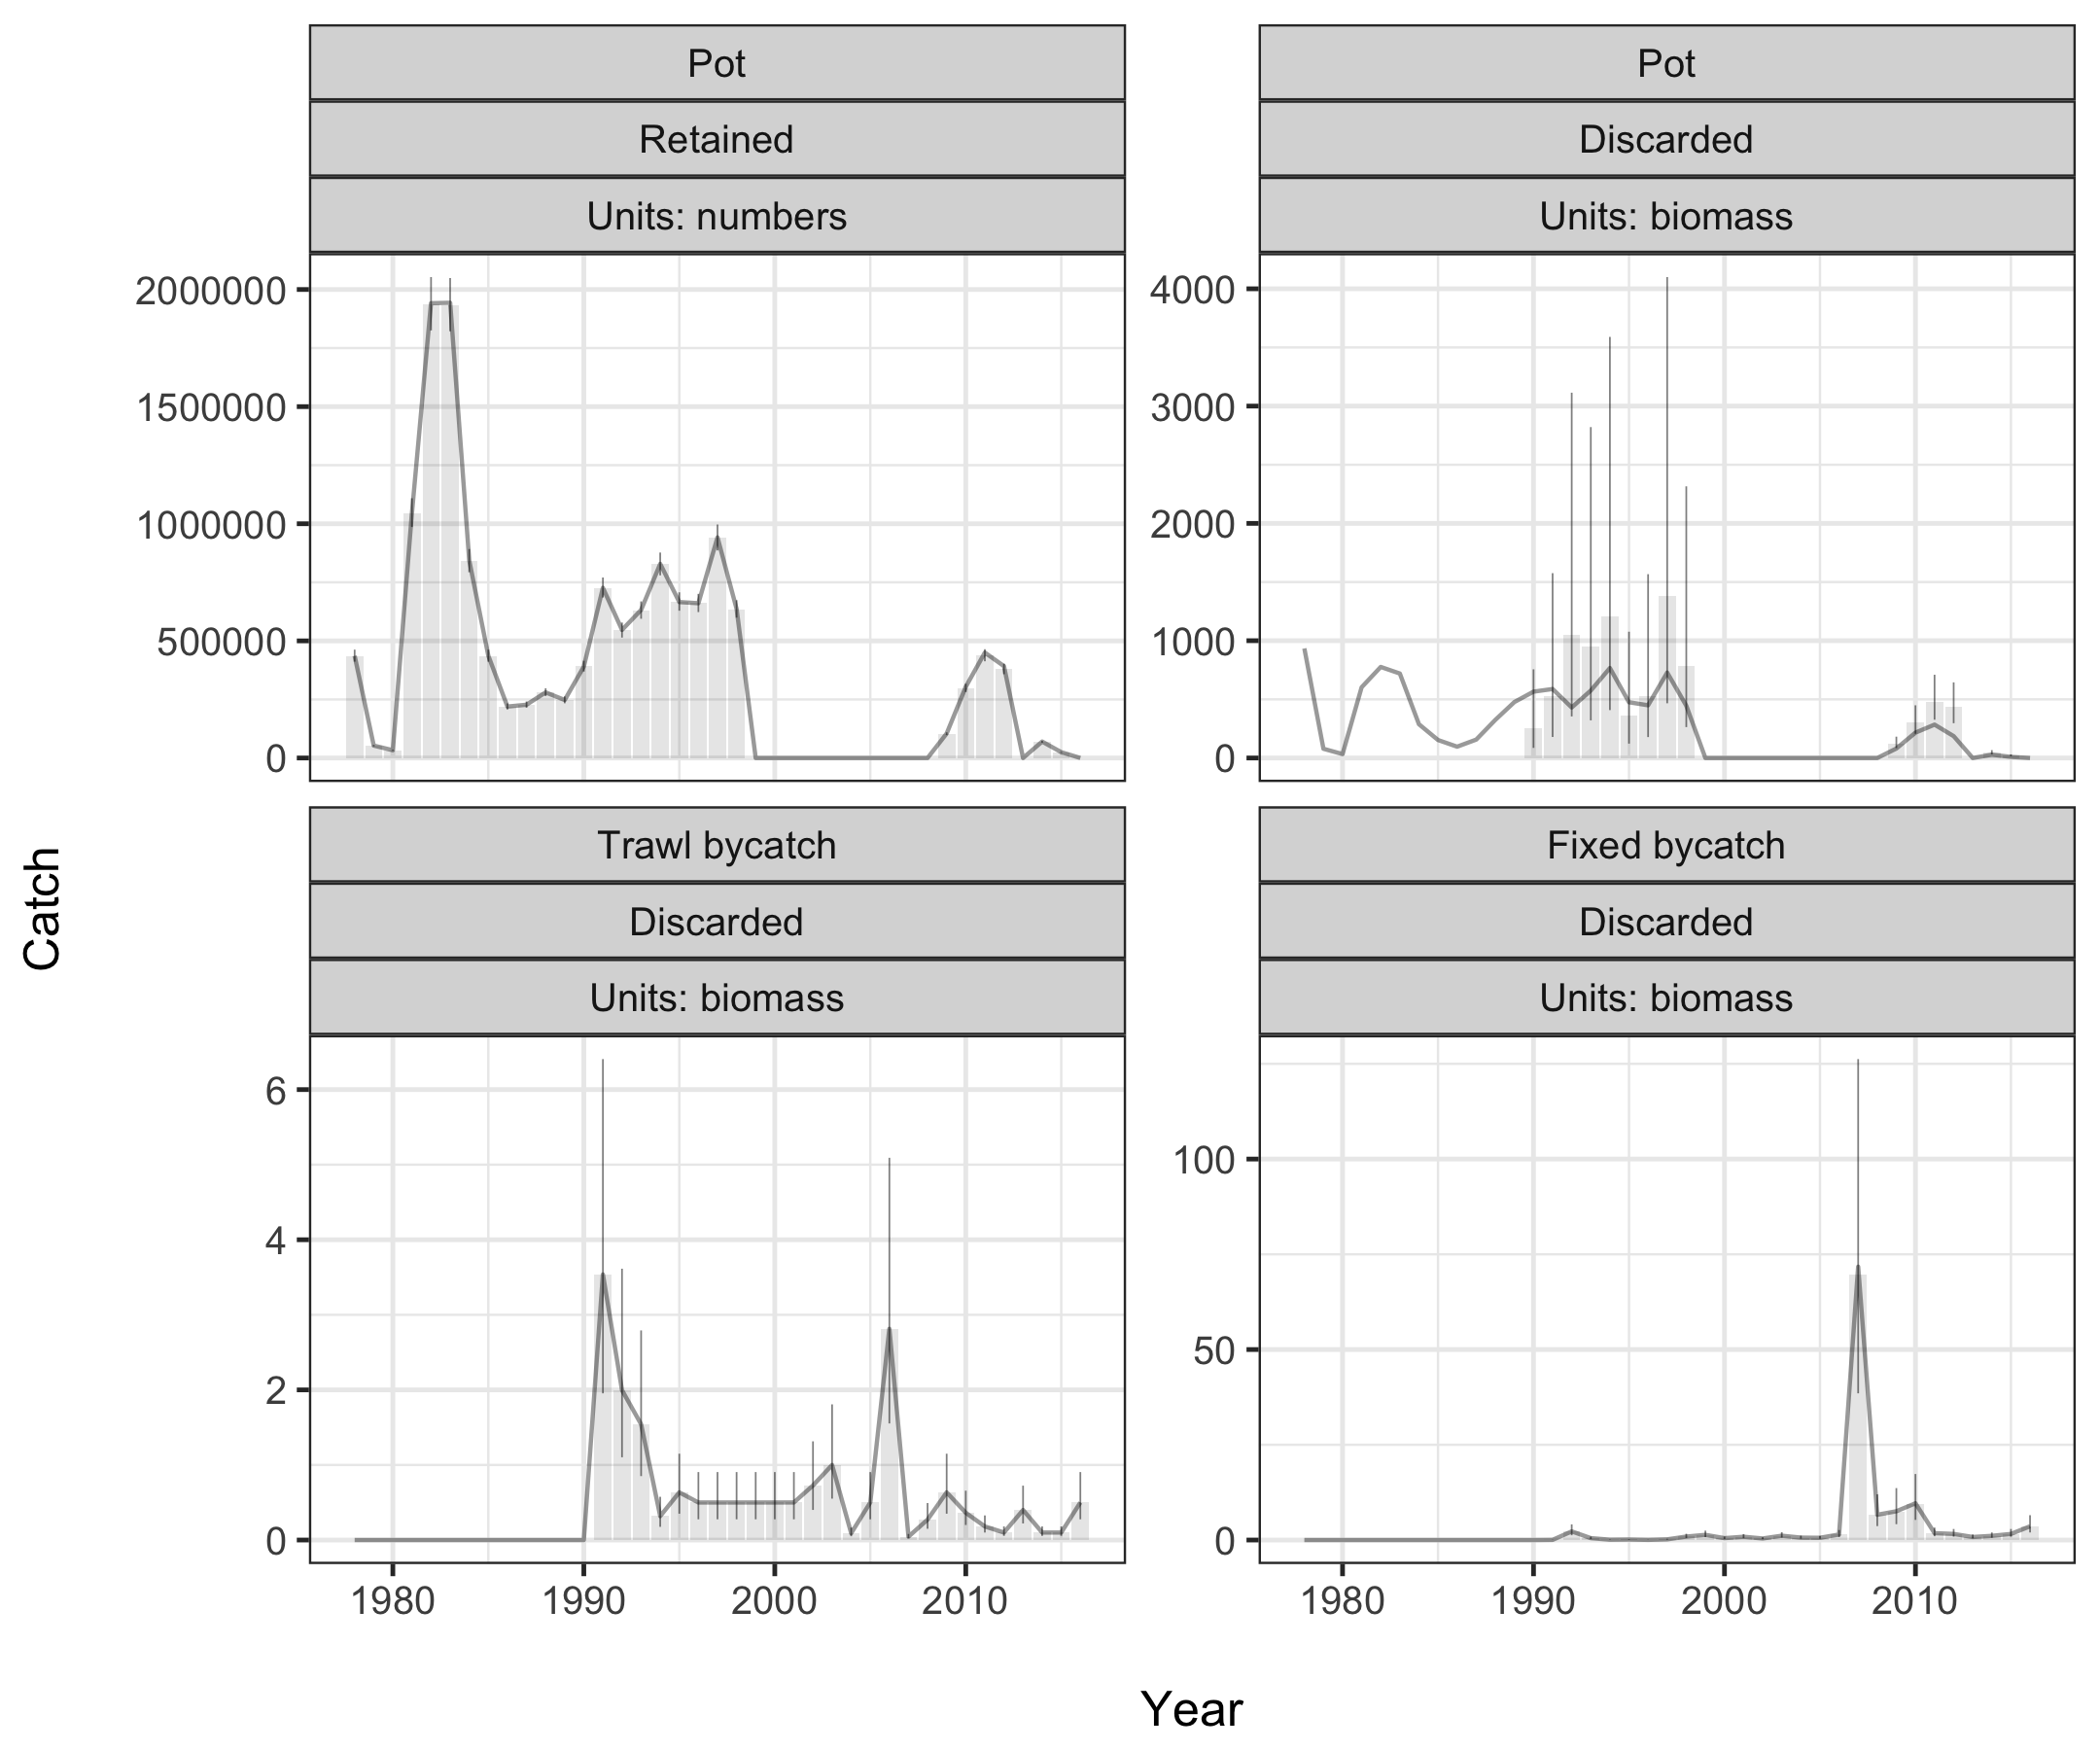 Pot
Retained
Units: numbers
2000000
1500000
1000000
500000
0
Pot
Discarded
Units: biomass
4000
3000
2000
1000
0
Catch
Trawl bycatch
Discarded
Units: biomass
6
4
2
0
1980 1990 2000 2010
Fixed bycatch
Discarded
Units: biomass
100
50
0
1980 1990 2000 2010
Year